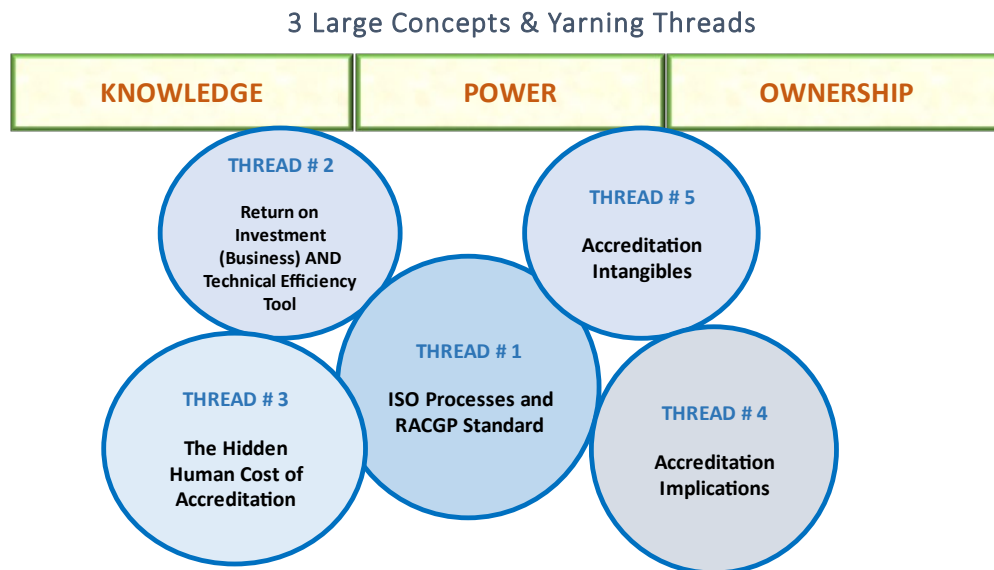 3 Large Concepts & Yarning Threads
KNOWLEDGE
POWER
OWNERSHIP
THREAD # 2
Return on
Investment
(Business) AND
Technical Efficiency
Tool
THREAD # 5
Accreditation
Intangibles
THREAD # 1
ISO Processes and
RACGP Standard
THREAD # 3
The Hidden
Human Cost of
Accreditation
THREAD # 4
Accreditation
Implications